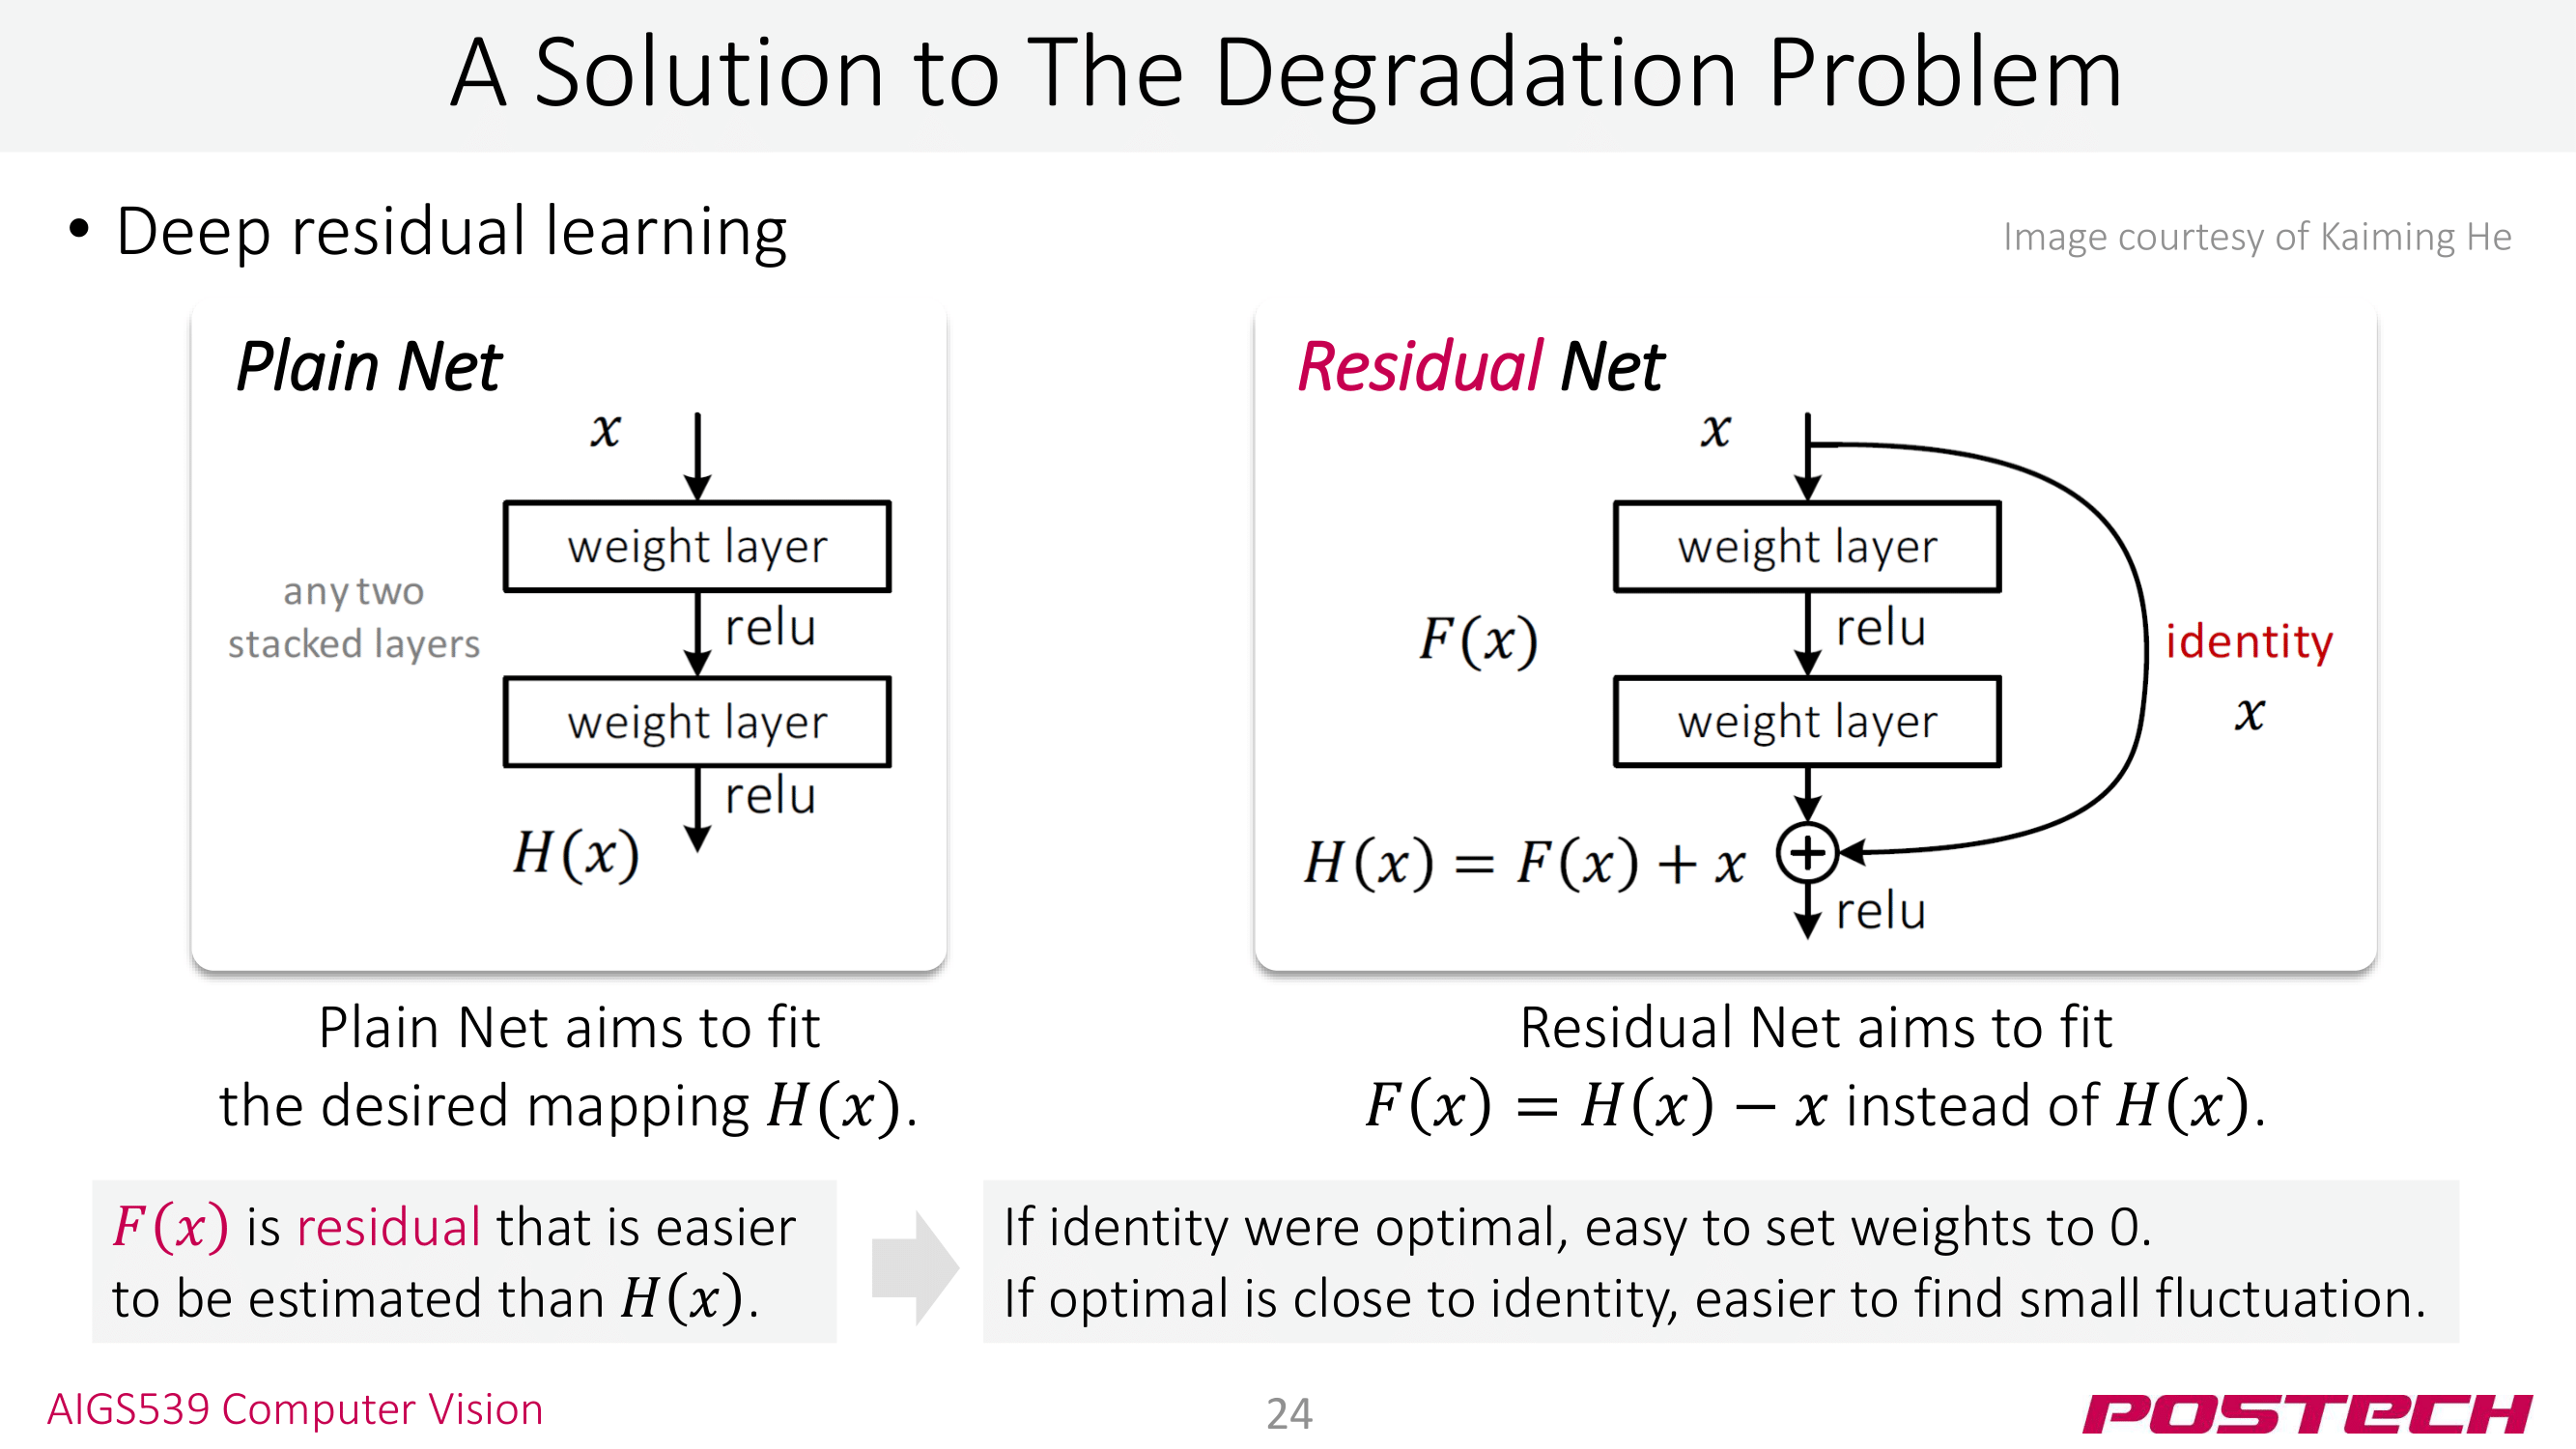 A Solution to The Degradation Problem
• Deep residual learning
Image courtesy of Kaiming He
Plain Net
x
weight layer
any two
stacked layers
relu
weight layer
relu
H(x)
Residual Net
x
weight layer
F(x)
relu
identity
x
weight layer
H(x) = F(x) + x
relu
Plain Net aims to fit
the desired mapping H(x).
Residual Net aims to fit
F(x) = H(x) − x instead of H(x).
F(x) is residual that is easier
to be estimated than H(x).
If identity were optimal, easy to set weights to 0.
If optimal is close to identity, easier to find small fluctuation.
AIGS539 Computer Vision
24
POSTECH